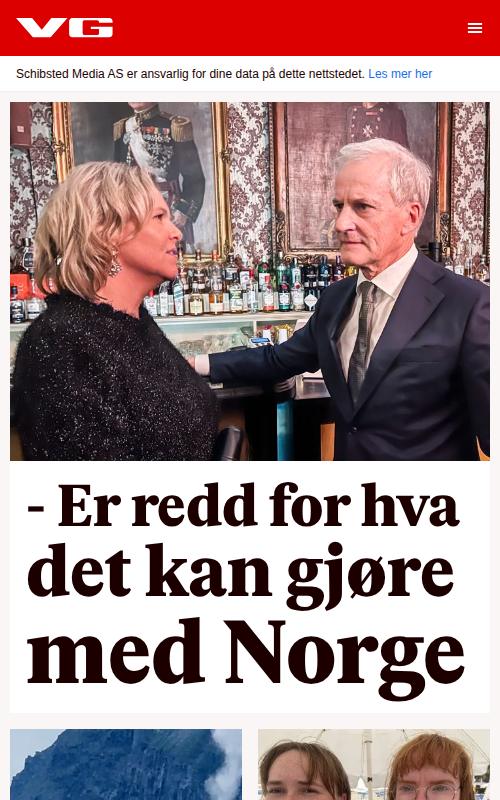 VG
Schibsted Media AS er ansvarlig for dine data på dette nettstedet. Les mer her
- Er redd for hva
det kan gjøre
med Norge